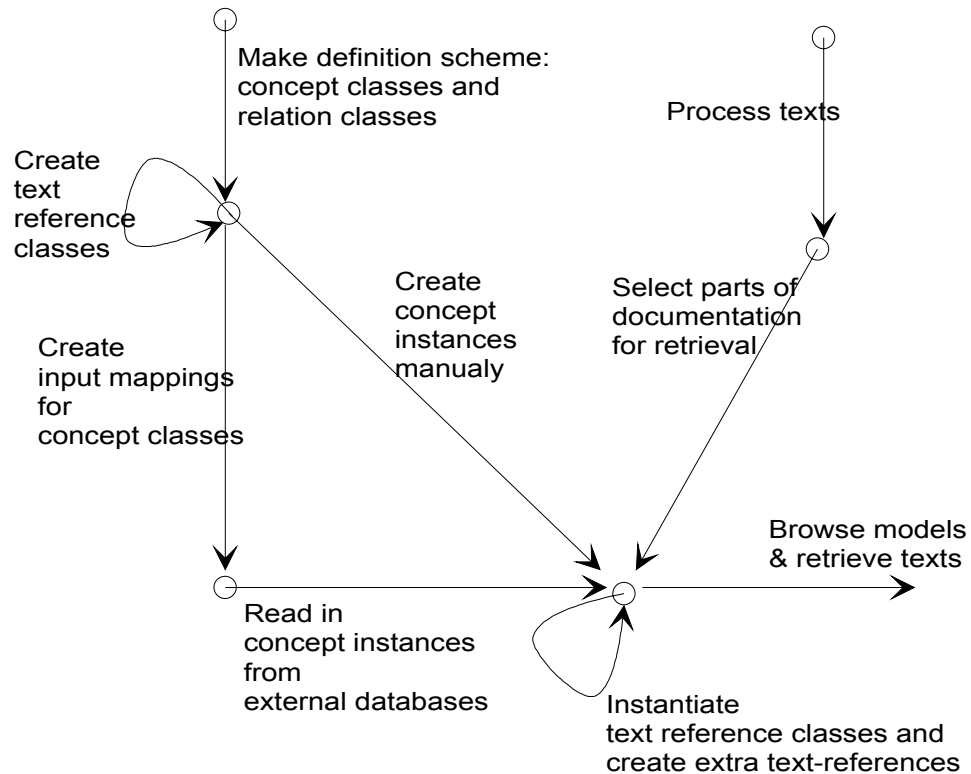 Make definition scheme:
concept classes and
relation classes
Process texts
Create
text
reference
classes
Create
concept
instances
manualy
Select parts of
documentation
for retrieval
Create
input mappings
for
concept classes
Browse models
& retrieve texts
Read in
concept instances
from
external databases
Instantiate
text reference classes and
create extra text-references